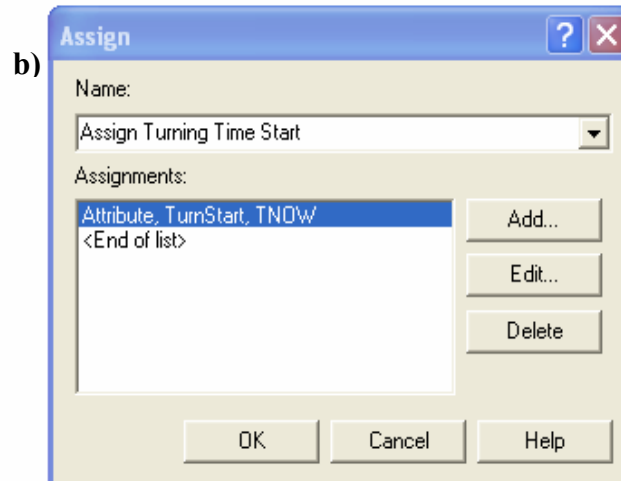 Assign
b)
Name:
Assign Turning Time Start
Assignments:
Attribute, TurnStart, TNOW
<End of list>
Add...
Edit...
Delete
OK
Cancel
Help